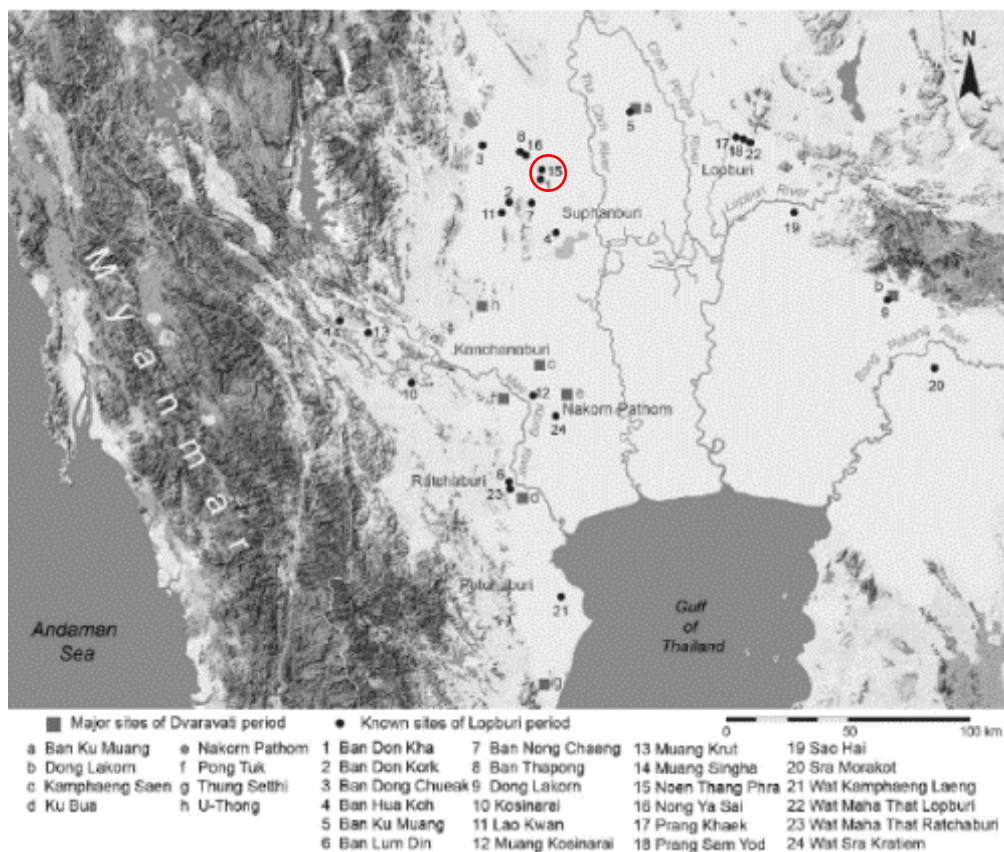 N
Tha Chin River
Chao Phraya River
5 a
3
8
16
15
1
17
18 22
Lopburi
Lopburi River
2
11 7
Suphanburi
4
19
Myanmar
h
b
9
14 13
Kanchanaburi
c
10
12 e
Bang Pakong River
20
Nakorn Pathom
24
River
Ratchaburi
6
23
d
21
Andaman
Sea
Gulf
of
Thailand
g
Major sites of Dvaravati period
Known sites of Lopburi period
0 50 100 km
a Ban Ku Muang
b Dong Lakorn
c Kamphaeng Saen
d Ku Bua
e Nakorn Pathom
f Pong Tuk
g Thung Setthi
h U-Thong
1 Ban Don Kha
2 Ban Don Kork
3 Ban Dong Chueak
4 Ban Hua Koh
5 Ban Ku Muang
6 Ban Lum Din
7 Ban Nong Chaeng
8 Ban Thapong
9 Dong Lakorn
10 Kosinarai
11 Lao Kwan
12 Muang Kosinarai
13 Muang Krut
14 Muang Singha
15 Noen Thang Phra
16 Nong Ya Sai
17 Prang Khaek
18 Prang Sem Yod
19 Sao Hai
20 Sra Morakot
21 Wat Kamphaeng Laeng
22 Wat Maha That Lopburi
23 Wat Maha That Ratchaburi
24 Wat Sra Kratiem